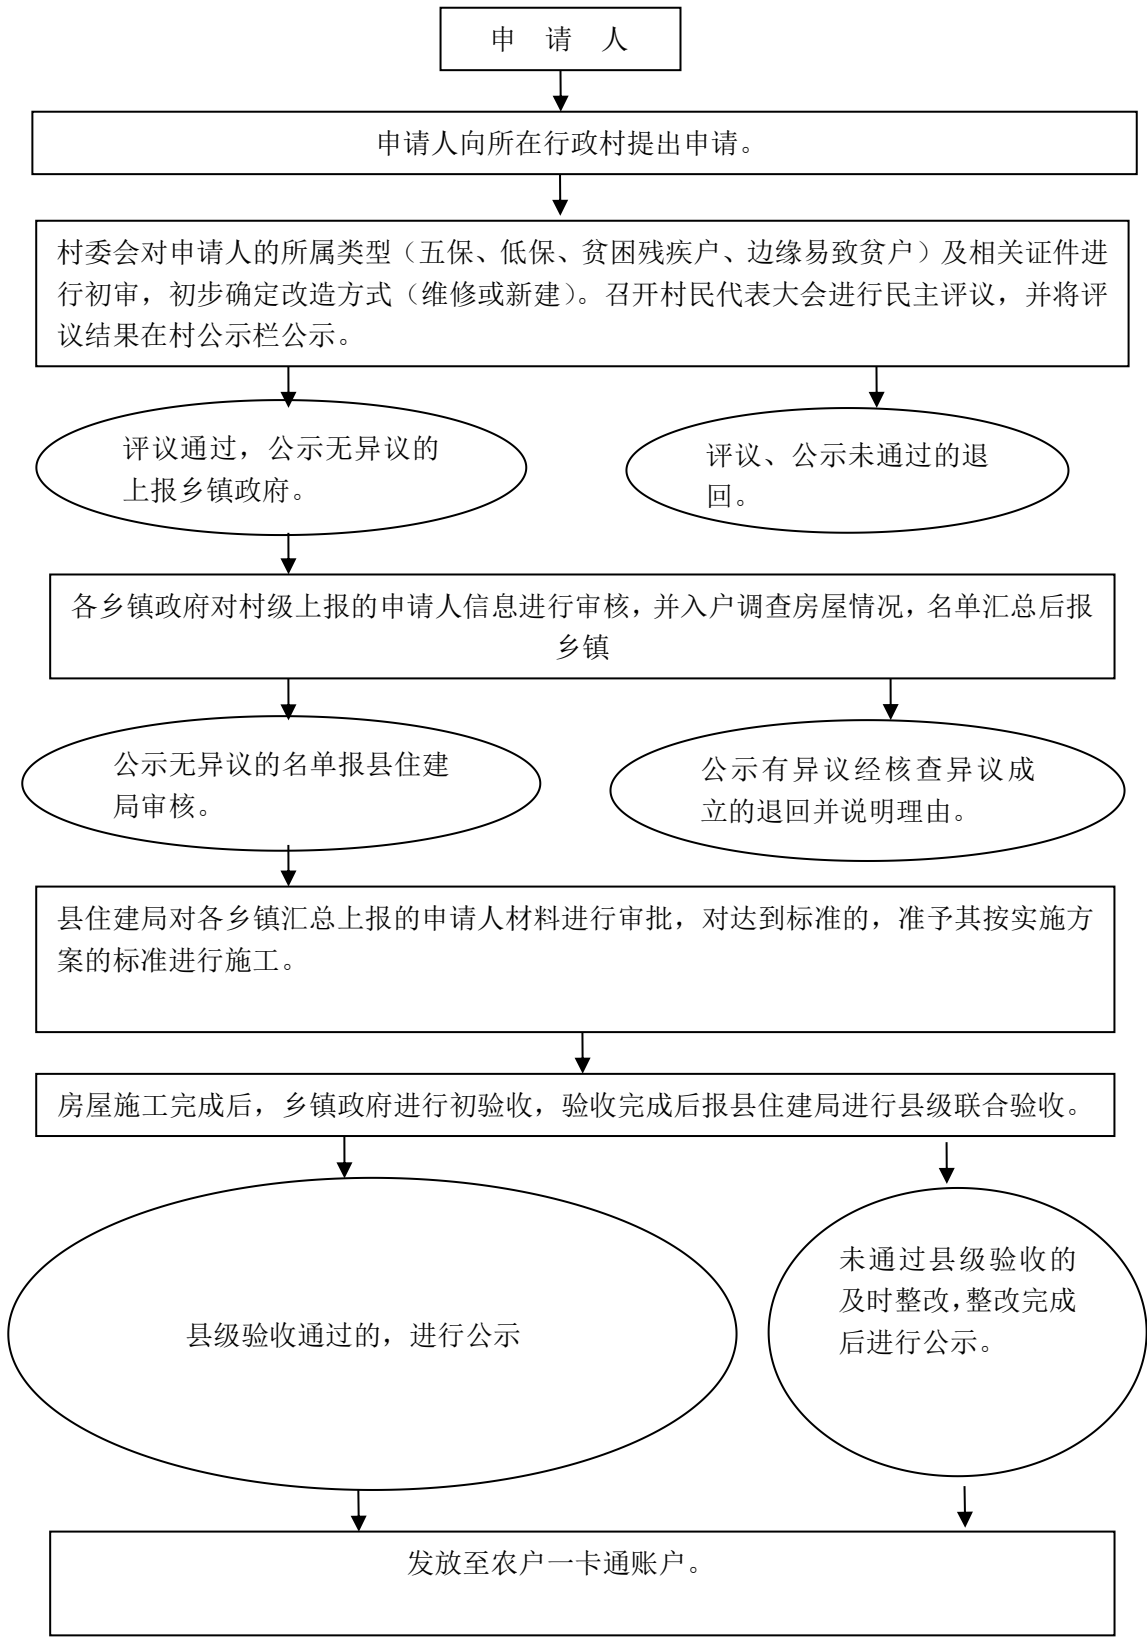 申 请 人
申请人向所在行政村提出申请。
村委会对申请人的所属类型（五保、低保、贫困残疾户、边缘易致贫户）及相关证件进
行初审，初步确定改造方式（维修或新建）。召开村民代表大会进行民主评议，并将评
议结果在村公示栏公示。
评议通过，公示无异议的
上报乡镇政府。
评议、公示未通过的退
回。
各乡镇政府对村级上报的申请人信息进行审核，并入户调查房屋情况，名单汇总后报
乡镇
公示无异议的名单报县住建
局审核。
公示有异议经核查异议成
立的退回并说明理由。
县住建局对各乡镇汇总上报的申请人材料进行审批，对达到标准的，准予其按实施方
案的标准进行施工。
房屋施工完成后，乡镇政府进行初验收，验收完成后报县住建局进行县级联合验收。
县级验收通过的，进行公示
未通过县级验收的
及时整改，整改完成
后进行公示。
发放至农户一卡通账户。